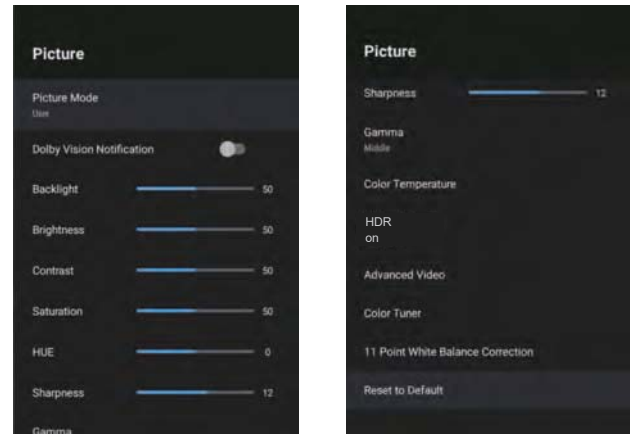 Picture
Picture Mode
User
Dolby Vision Notification
Backlight 50
Brightness 50
Contrast 50
Saturation 50
HUE 0
Sharpness 12
Gamma
Picture
Sharpness 12
Gamma
Middle
Color Temperature
HDR
on
Advanced Video
Color Tuner
11 Point White Balance Correction
Reset to Default